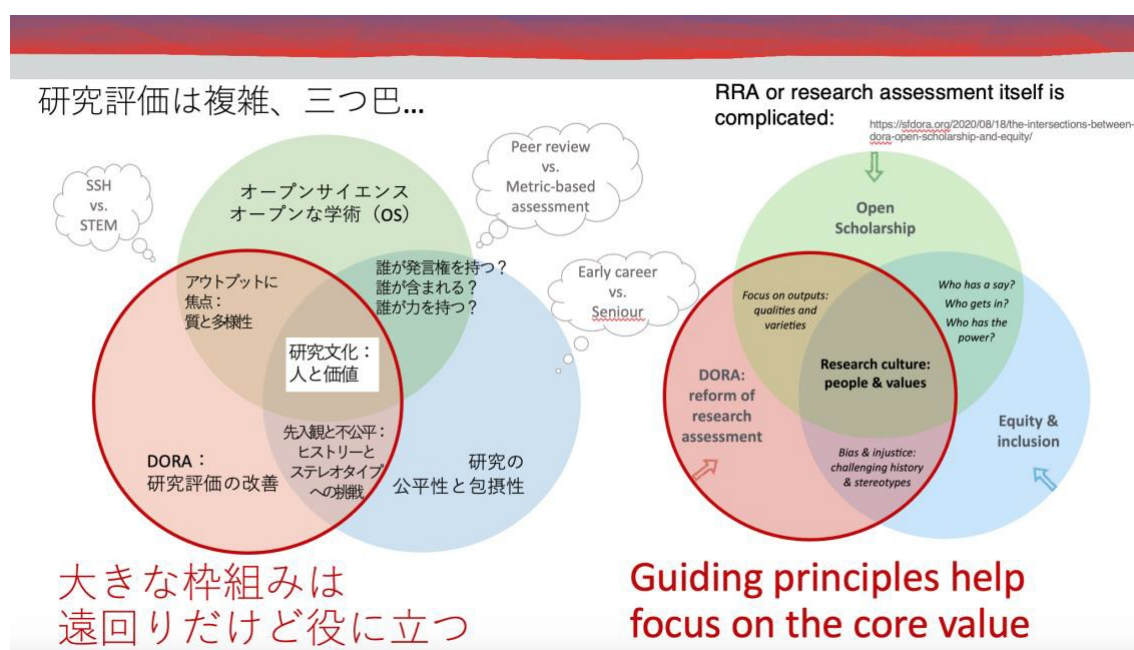 研究評価は複雑、三つ巴...
SSH
vs.
STEM
オープンサイエンス
オープンな学術（OS）
Peer review
vs.
Metric-based
assessment
アウトプットに
焦点：
質と多様性
誰が発言権を持つ？
誰が含まれる？
誰が力を持つ？
Early career
vs.
Seniour
研究文化：
人と価値
先入観と不公平：
ヒストリーと
ステレオタイプ
への挑戦
DORA：
研究評価の改善
研究の
公平性と包摂性
大きな枠組みは
遠回りだけど役に立つ
RRA or research assessment itself is
complicated:
https://sfdora.org/2020/08/18/the-intersections-between-
dora-open-scholarship-and-equity/
Open
Scholarship
Focus on outputs:
qualities and
varieties
Who has a say?
Who gets in?
Who has the
power?
Research culture:
people & values
DORA:
reform of
research
assessment
Equity &
inclusion
Bias & injustice:
challenging history
& stereotypes
Guiding principles help
focus on the core value